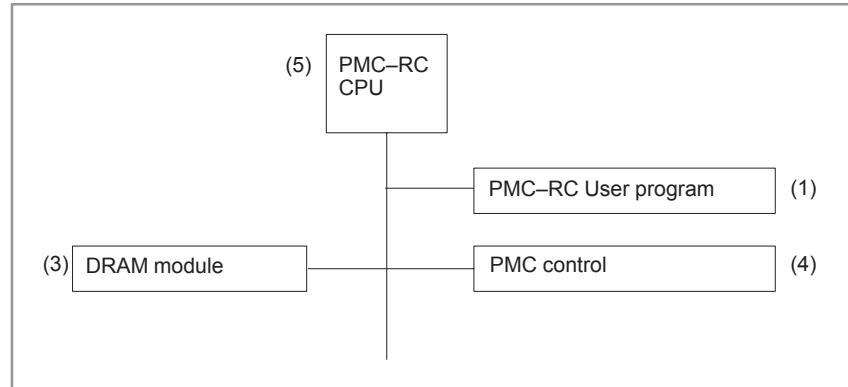 (5) PMC–RC
CPU
PMC–RC User program (1)
(3) DRAM module PMC control (4)